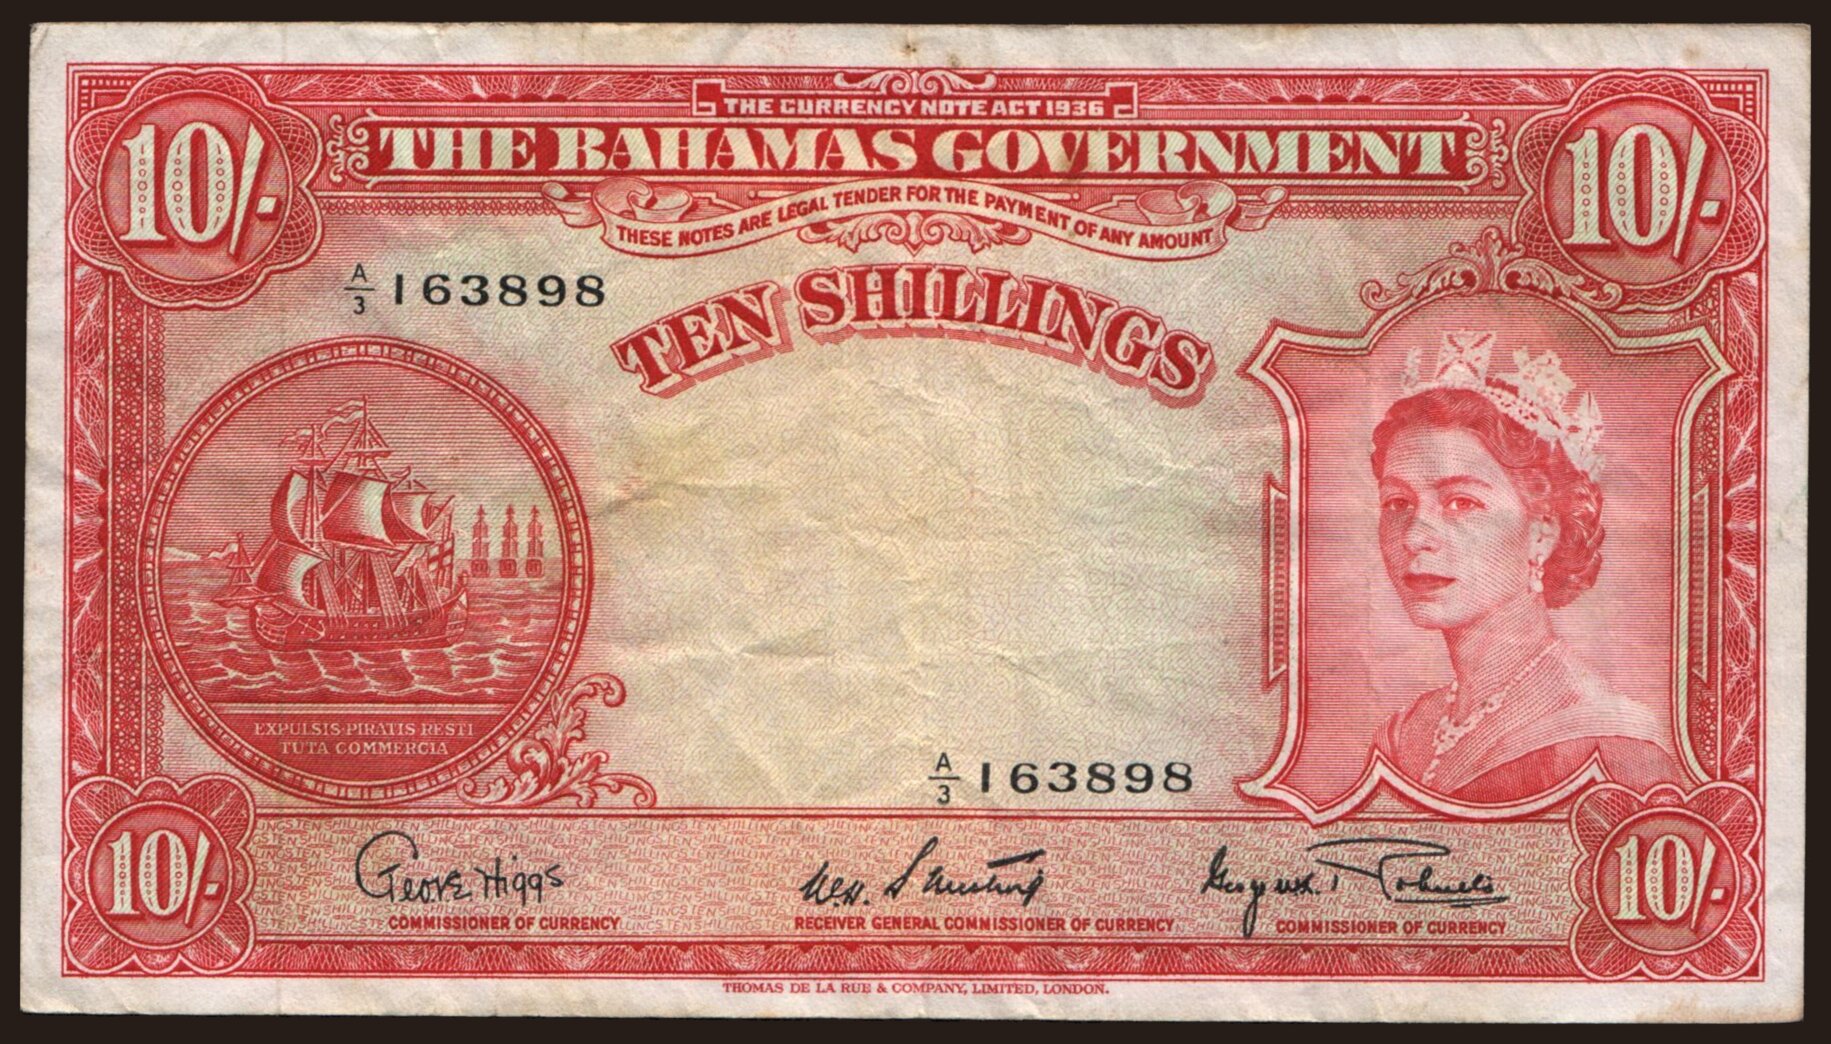 THE CURRENCY NOTE ACT 1936
10/- THE BAHAMAS GOVERNMENT 10/-
THESE NOTES ARE LEGAL TENDER FOR THE PAYMENT OF ANY AMOUNT
A/3 163898
TEN SHILLINGS
EXPULSIS PIRATIS RESTI
TUTA COMMERCIA
A/3 163898
10/- 10/-
George Higgs
COMMISSIONER OF CURRENCY
RECEIVER GENERAL COMMISSIONER OF CURRENCY
COMMISSIONER OF CURRENCY
THOMAS DE LA RUE & COMPANY, LIMITED, LONDON.